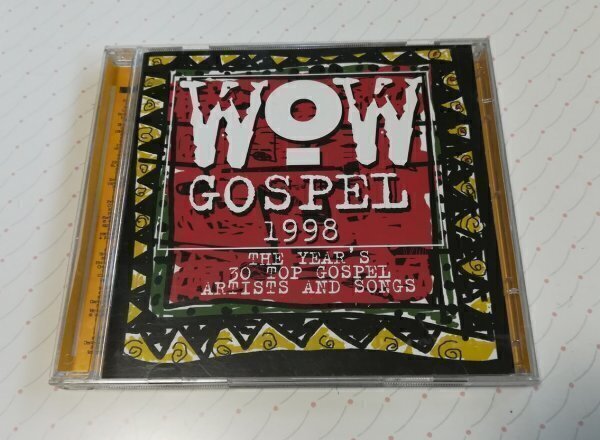 WOW
GOSPEL
1998
THE YEAR'S
30 TOP GOSPEL
ARTISTS AND SONGS